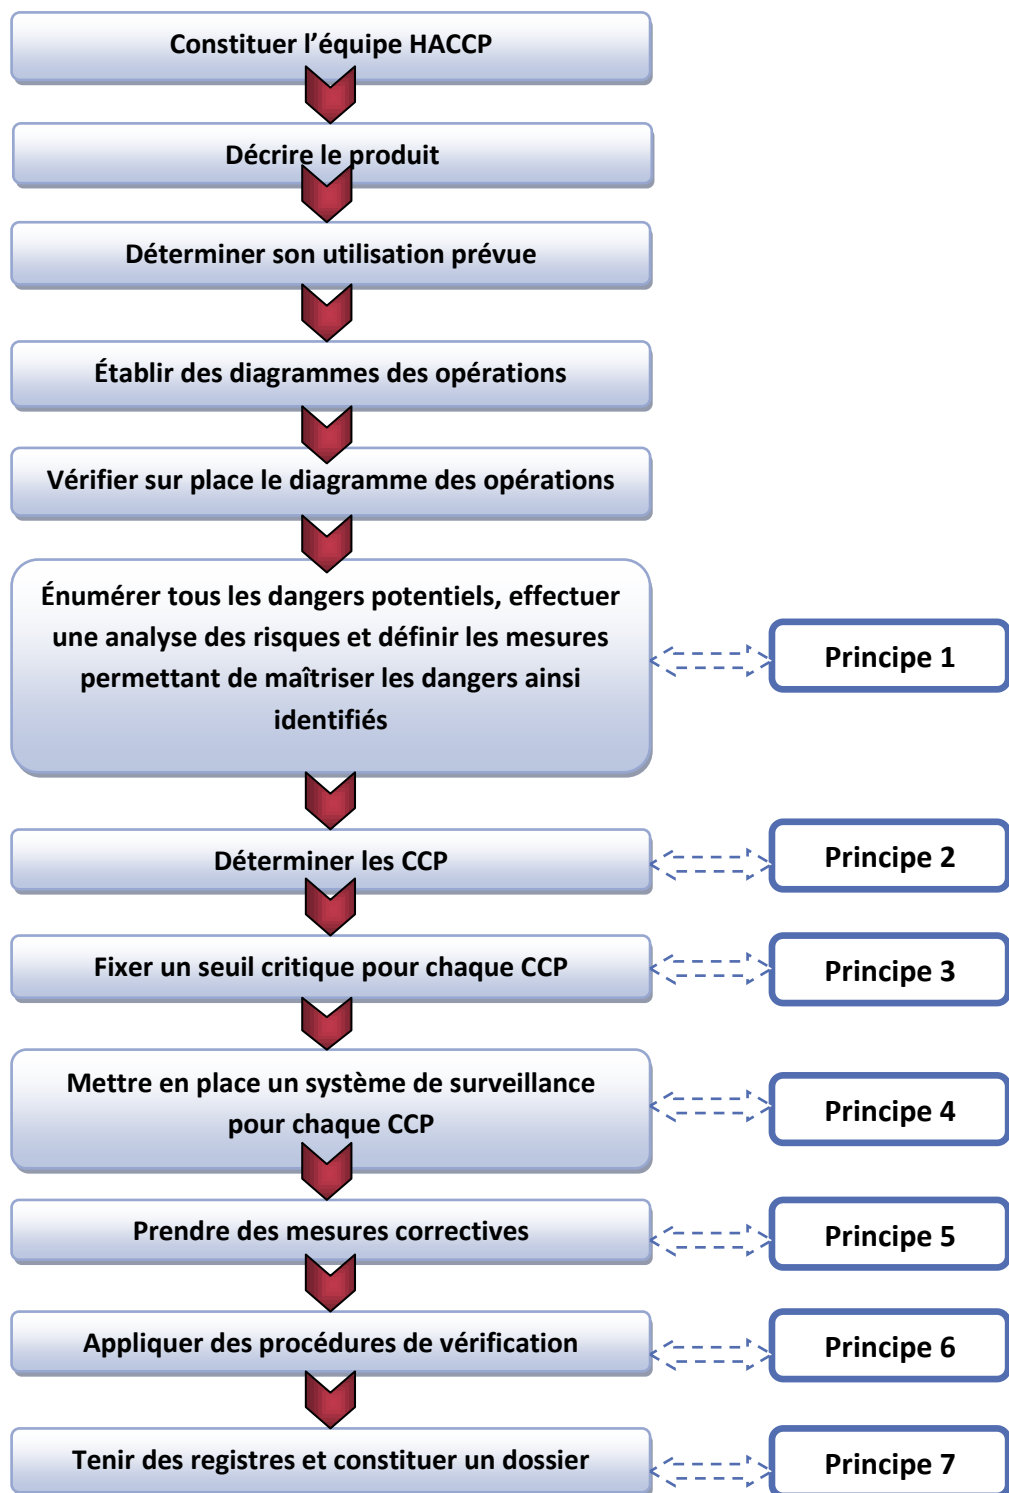 Constituer l’équipe HACCP
Décrire le produit
Déterminer son utilisation prévue
Établir des diagrammes des opérations
Vérifier sur place le diagramme des opérations
Énumérer tous les dangers potentiels, effectuer
une analyse des risques et définir les mesures
permettant de maîtriser les dangers ainsi
identifiés
Principe 1
Déterminer les CCP
Principe 2
Fixer un seuil critique pour chaque CCP
Principe 3
Mettre en place un système de surveillance
pour chaque CCP
Principe 4
Prendre des mesures correctives
Principe 5
Appliquer des procédures de vérification
Principe 6
Tenir des registres et constituer un dossier
Principe 7